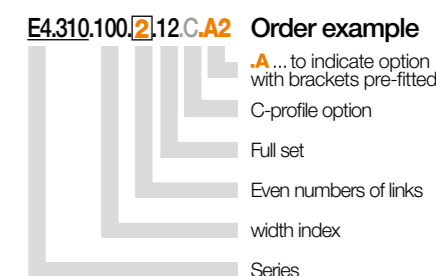 E4.310.100.2.12.C.A2 Order example
.A ... to indicate option
with brackets pre-fitted
C-profile option
Full set
Even numbers of links
width index
Series